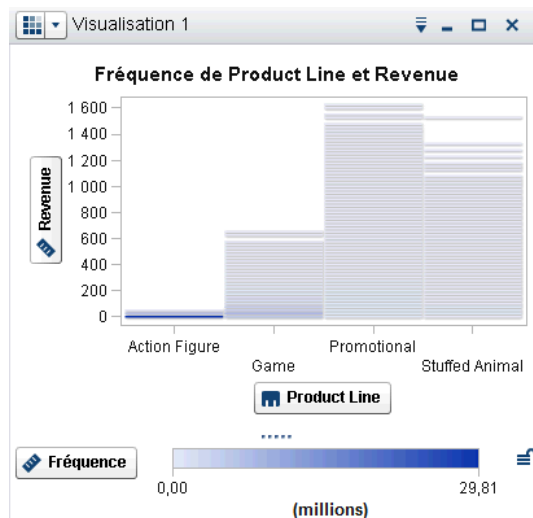 Visualisation 1
Fréquence de Product Line et Revenue
Revenue
1 600
1 400
1 200
1 000
800
600
400
200
0
Action Figure
Game
Promotional
Stuffed Animal
Product Line
Fréquence
0,00
29,81
(millions)